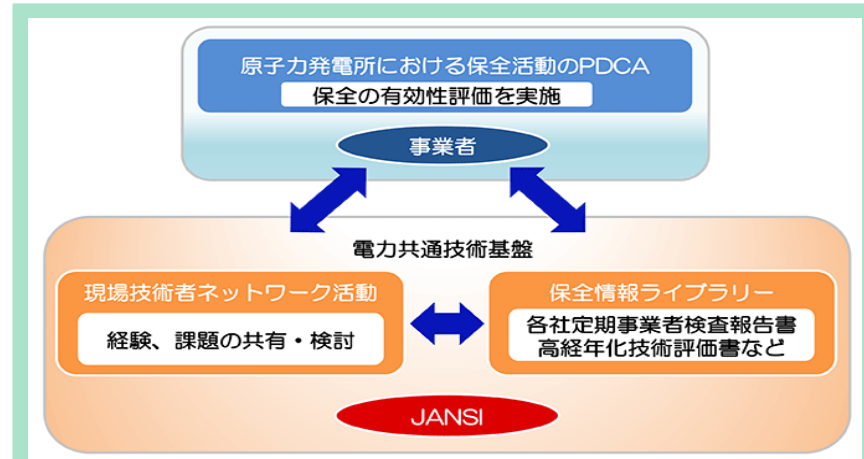 原子力発電所における保全活動のPDCA
保全の有効性評価を実施
事業者
電力共通技術基盤
現場技術者ネットワーク活動
経験、課題の共有・検討
保全情報ライブラリー
各社定期事業者検査報告書
高経年化技術評価書など
JANSI